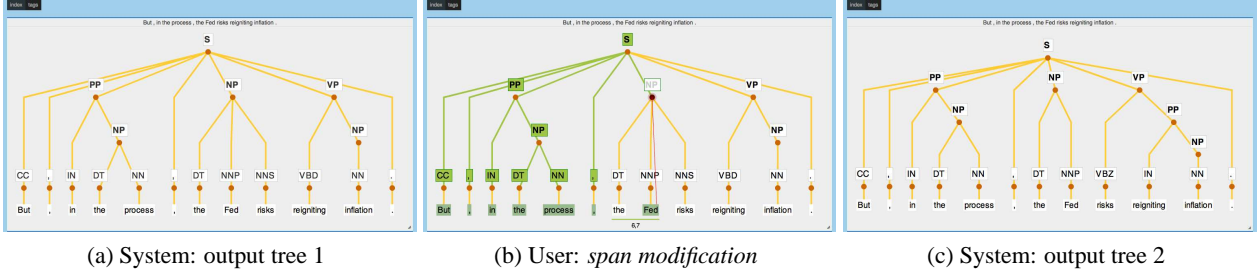 index tags
But , in the process , the Fed risks reigniting inflation .
S
PP NP VP
NP NP
CC , IN DT NN , DT NNP NNS VBD NN .
But , in the process , the Fed risks reigniting inflation .
(a) System: output tree 1
index tags
But , in the process , the Fed risks reigniting inflation .
S
PP NP VP
NP NP
CC , IN DT NN , DT NNP NNS VBD NN .
But , in the process , the Fed risks reigniting inflation .
6,7
(b) User: span modification
index tags
But , in the process , the Fed risks reigniting inflation .
S
PP NP VP
NP PP
NP
CC , IN DT NN , DT NNP VBZ IN NN .
But , in the process , the Fed risks reigniting inflation .
(c) System: output tree 2